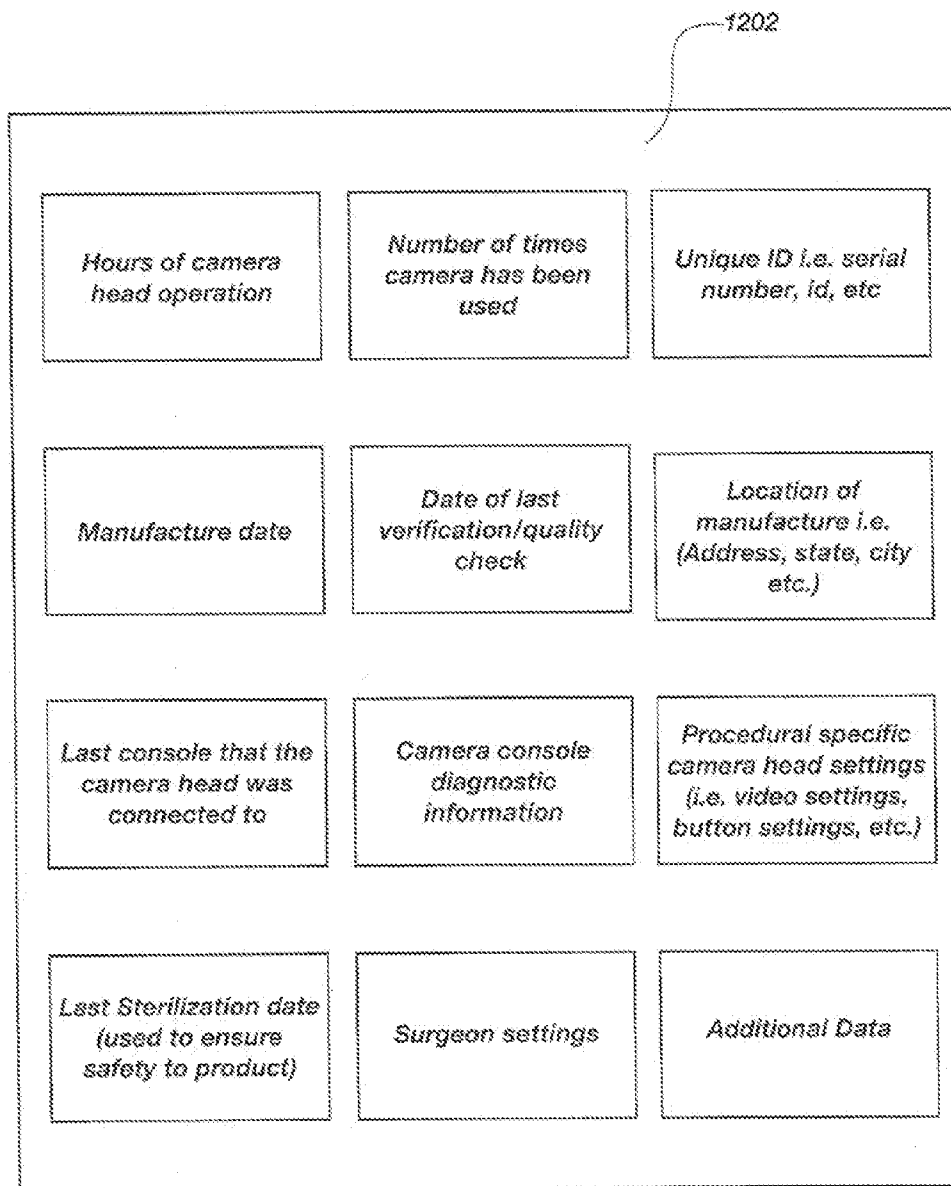 1202
Hours of camera
head operation
Number of times
camera has been
used
Unique ID i.e. serial
number, id, etc
Manufacture date
Date of last
verification/quality
check
Location of
manufacture i.e.
(Address, state, city
etc.)
Last console that the
camera head was
connected to
Camera console
diagnostic
information
Procedural specific
camera head settings
(i.e. video settings,
button settings, etc.)
Last Sterilization date
(used to ensure
safety to product)
Surgeon settings
Additional Data